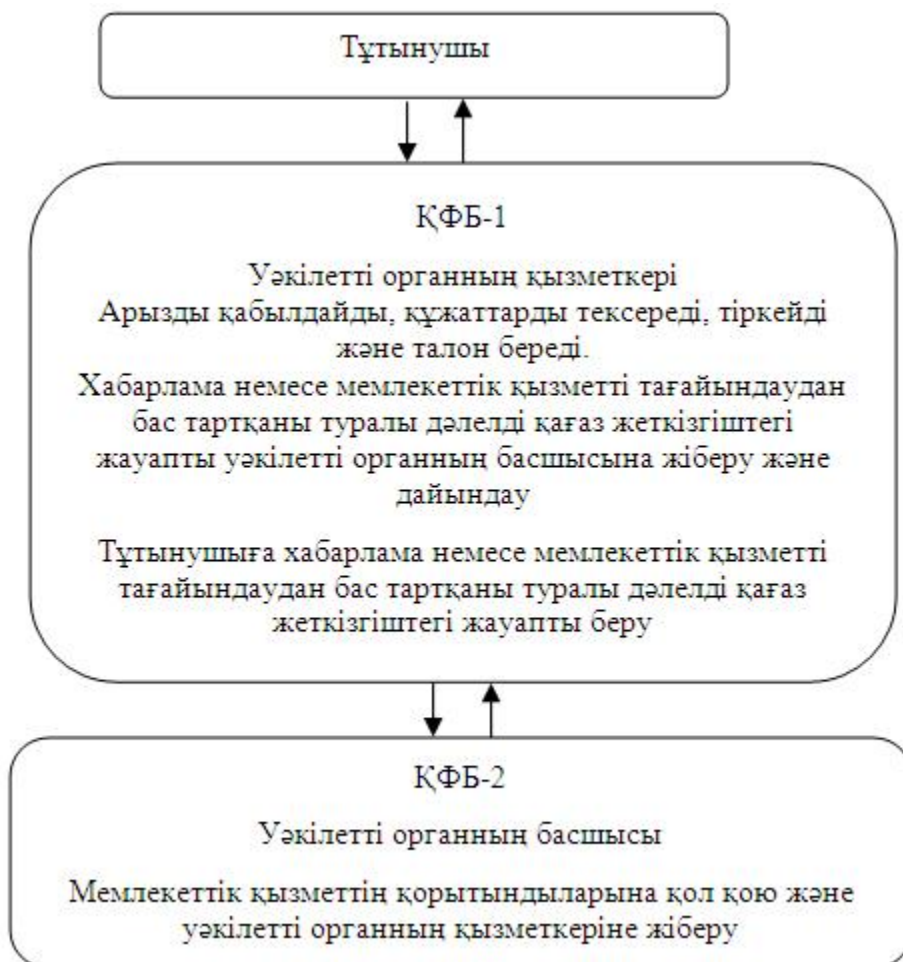 Тұтынушы
ҚФБ-1
Уәкілетті органның қызметкері
Арызды қабылдайды, құжаттарды тексереді, тіркейді
және талон береді.
Хабарлама немесе мемлекеттік қызметті тағайындаудан
бас тартқаны туралы дәлелді қағаз жеткізгіштегі
жауапты уәкілетті органның басшысына жіберу және
дайындау
Тұтынушыға хабарлама немесе мемлекеттік қызметті
тағайындаудан бас тартқаны туралы дәлелді қағаз
жеткізгіштегі жауапты беру
ҚФБ-2
Уәкілетті органның басшысы
Мемлекеттік қызметтің қорытындыларына қол қою және
уәкілетті органның қызметкеріне жіберу